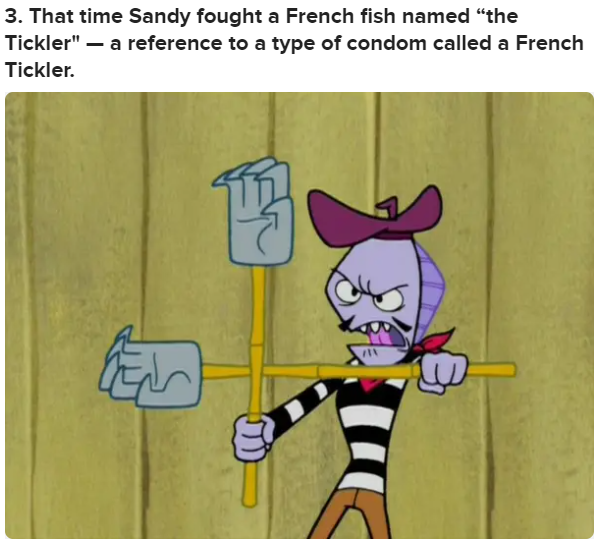 3. That time Sandy fought a French fish named “the
Tickler" — a reference to a type of condom called a French
Tickler.